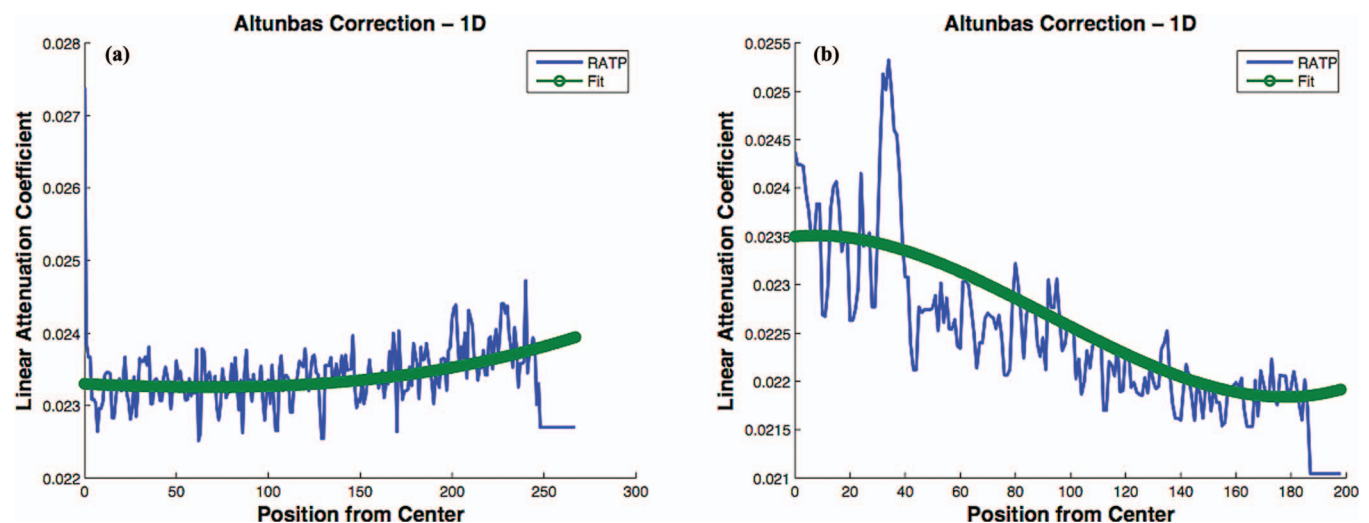 Altunbas Correction – 1D
(a)
RATP
Fit
0.028
0.027
0.026
0.025
0.024
0.023
0.022
Linear Attenuation Coefficient
0
50
100
150
200
250
300
Position from Center
Altunbas Correction – 1D
(b)
RATP
Fit
0.0255
0.025
0.0245
0.024
0.0235
0.023
0.0225
0.022
0.0215
0.021
Linear Attenuation Coefficient
0
20
40
60
80
100
120
140
160
180
200
Position from Center